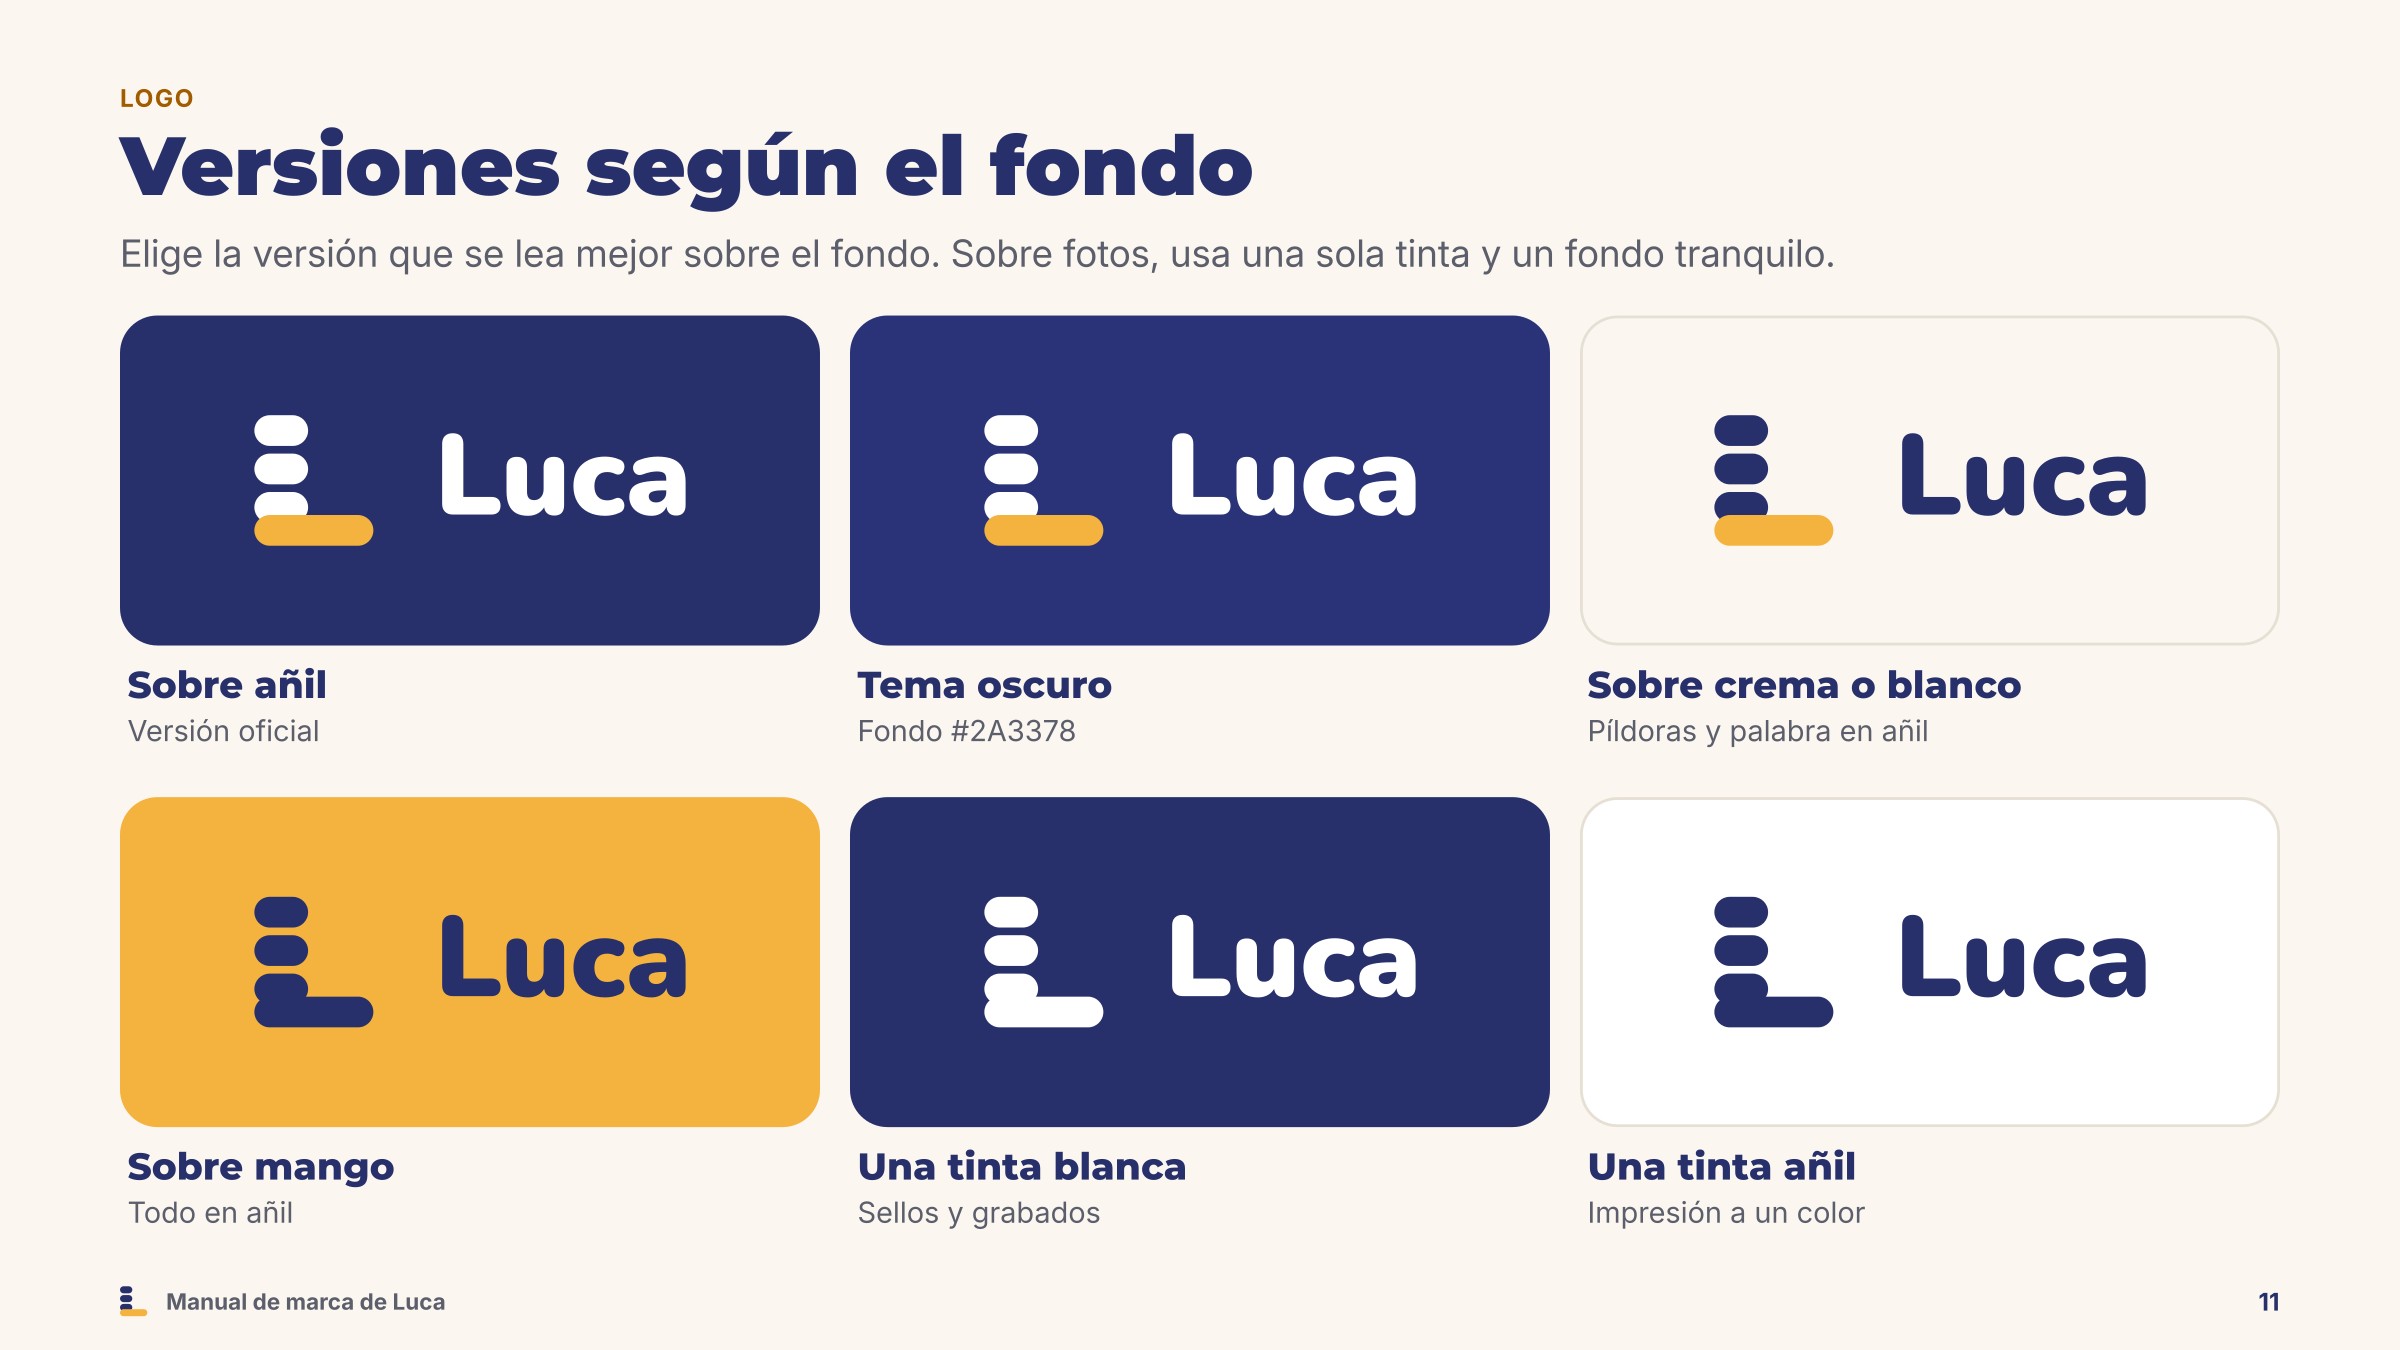 LOGO
Versiones según el fondo
Elige la versión que se lea mejor sobre el fondo. Sobre fotos, usa una sola tinta y un fondo tranquilo.
Luca
Luca
Luca
Sobre añil
Versión oficial
Tema oscuro
Fondo #2A3378
Sobre crema o blanco
Píldoras y palabra en añil
Luca
Luca
Luca
Sobre mango
Todo en añil
Una tinta blanca
Sellos y grabados
Una tinta añil
Impresión a un color
Manual de marca de Luca
11